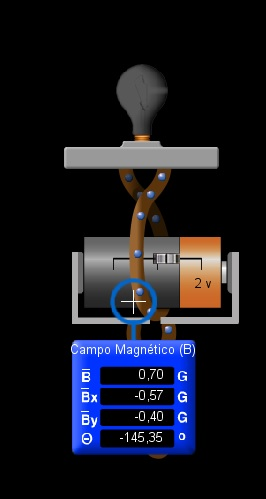 2 v
Campo Magnético (B)
B̅ 0,70 G
B̅x -0,57 G
B̅y -0,40 G
Θ -145,35 º